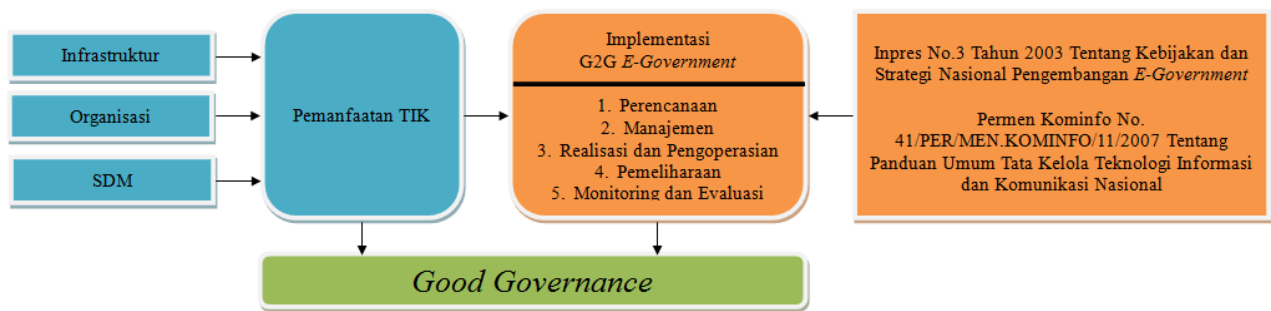 Infrastruktur
Organisasi
SDM
Pemanfaatan TIK
Implementasi
G2G E-Government
1. Perencanaan
2. Manajemen
3. Realisasi dan Pengoperasian
4. Pemeliharaan
5. Monitoring dan Evaluasi
Inpres No.3 Tahun 2003 Tentang Kebijakan dan
Strategi Nasional Pengembangan E-Government
Permen Kominfo No.
41/PER/MEN.KOMINFO/11/2007 Tentang
Panduan Umum Tata Kelola Teknologi Informasi
dan Komunikasi Nasional
Good Governance